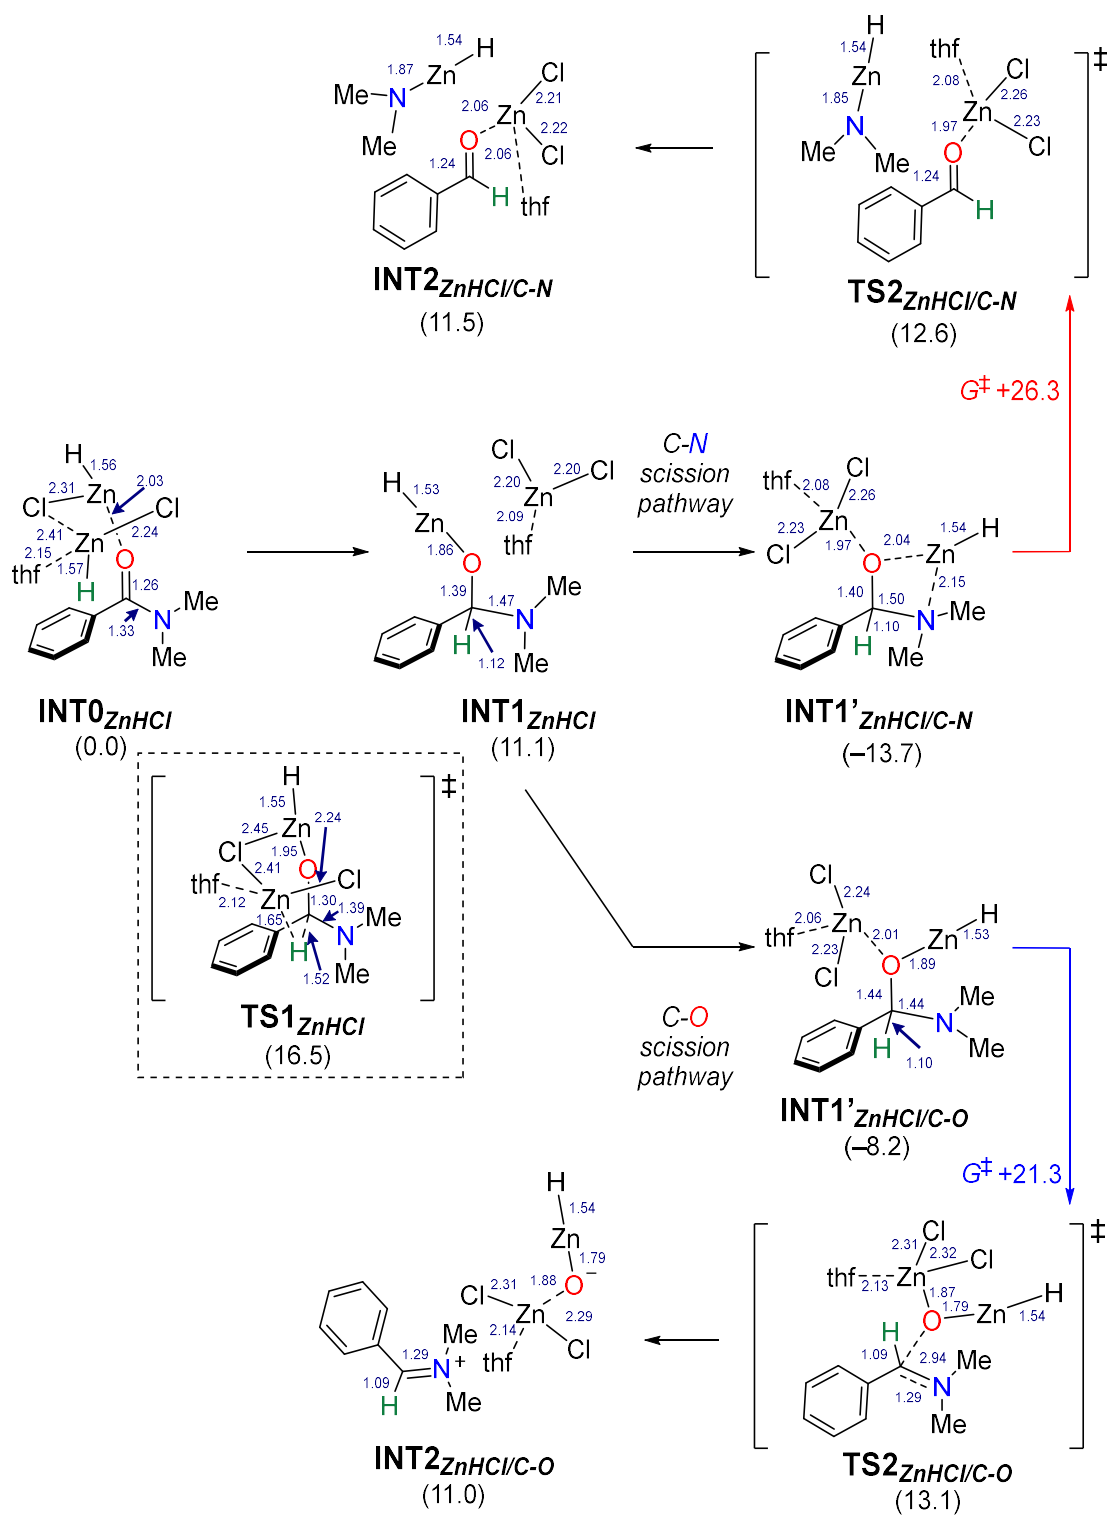 H
1.54
Zn
1.87
Me
N
Me
Cl
2.21
Zn
2.06
2.22
Cl
O
2.06
1.24
H
thf
INT2ZnHCl/C-N
(11.5)
H
1.54
Zn
1.85
N
Me
Me
thf
2.08
Cl
2.26
Zn
2.23
1.97
Cl
O
1.24
H
‡
TS2ZnHCl/C-N
(12.6)
G‡ +26.3
H
1.56
Zn
2.03
2.31
Cl
Cl
2.24
2.41
Zn
2.15
thf
1.57
O
H
1.26
Me
N
1.33
Me
INT0ZnHCl
(0.0)
H
1.53
Zn
1.86
O
Cl
2.20
Cl
2.20
Zn
2.09
thf
1.39
1.47
N
Me
H
1.12
Me
INT1ZnHCl
(11.1)
C-N
scission
pathway
Cl
thf
2.08
2.26
2.23
Zn
Cl
1.97
2.04
O
H
1.54
Zn
2.15
1.40
1.50
Me
N
1.10
H
Me
INT1’ZnHCl/C-N
(–13.7)
‡
H
1.55
2.24
2.45
Zn
Cl
1.95
O
2.41
Cl
thf
Zn
2.12
1.30
1.39
1.65
Me
N
H
Me
1.52
TS1ZnHCl
(16.5)
C-O
scission
pathway
Cl
2.24
2.06
Zn
thf
2.01
2.23
Cl
H
1.53
Zn
1.89
O
1.44
1.44
Me
N
Me
H
1.10
INT1’ZnHCl/C-O
(–8.2)
G‡ +21.3
H
1.54
Zn
1.79
O
–
1.88
2.31
Cl
Zn
2.29
2.14
Cl
thf
Me
1.29
N
+
1.09
Me
H
INT2ZnHCl/C-O
(11.0)
‡
Cl
2.31
2.32
Cl
thf
Zn
2.13
1.87
H
1.79
Zn
1.54
O
H
1.09
2.94
Me
N
1.29
Me
TS2ZnHCl/C-O
(13.1)